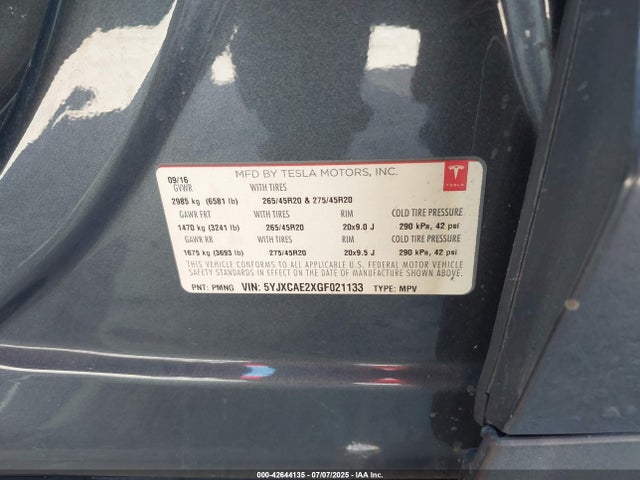 MFD BY TESLA MOTORS, INC.
TESLA
09/16
GVWR WITH TIRES
2985 kg (6581 lb) 265/45R20 & 275/45R20
GAWR FRT WITH TIRES RIM COLD TIRE PRESSURE
1470 kg (3241 lb) 265/45R20 20x9.0 J 290 kPa, 42 psi
GAWR RR WITH TIRES RIM COLD TIRE PRESSURE
1675 kg (3693 lb) 275/45R20 20x9.5 J 290 kPa, 42 psi
THIS VEHICLE CONFORMS TO ALL APPLICABLE U.S. FEDERAL MOTOR VEHICLE
SAFETY STANDARDS IN EFFECT ON THE DATE OF MANUFACTURE SHOWN ABOVE.
PNT: PMNG VIN: 5YJXCAE2XGF021133 TYPE: MPV
000-42644135 - 07/07/2025 - IAA Inc.